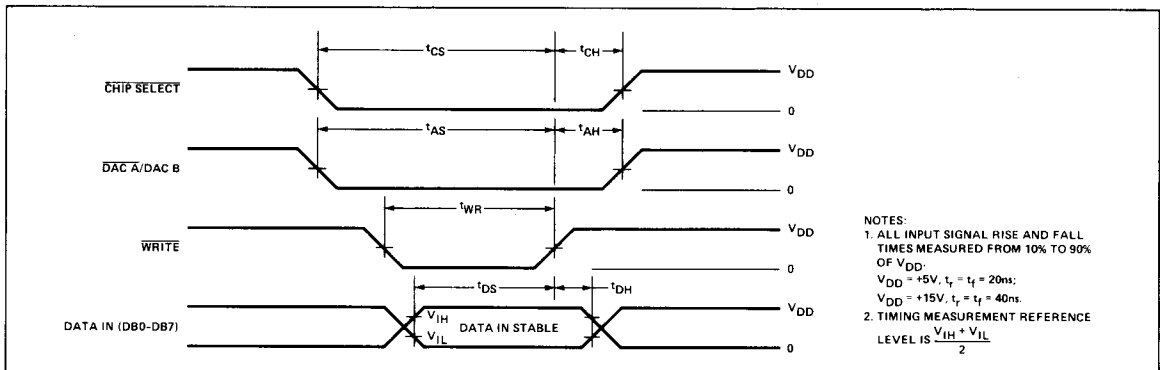 tCS
tCH
CHIP SELECT
VDD
0
tAS
tAH
DAC A/DAC B
VDD
0
tWR
WRITE
VDD
0
tDS
tDH
DATA IN (DB0-DB7)
VIH
DATA IN STABLE
VIL
VDD
0
NOTES:
1. ALL INPUT SIGNAL RISE AND FALL
TIMES MEASURED FROM 10% TO 90%
OF VDD.
VDD = +5V, tr = tf = 20ns;
VDD = +15V, tr = tf = 40ns.
2. TIMING MEASUREMENT REFERENCE
LEVEL IS VIH + VIL
2